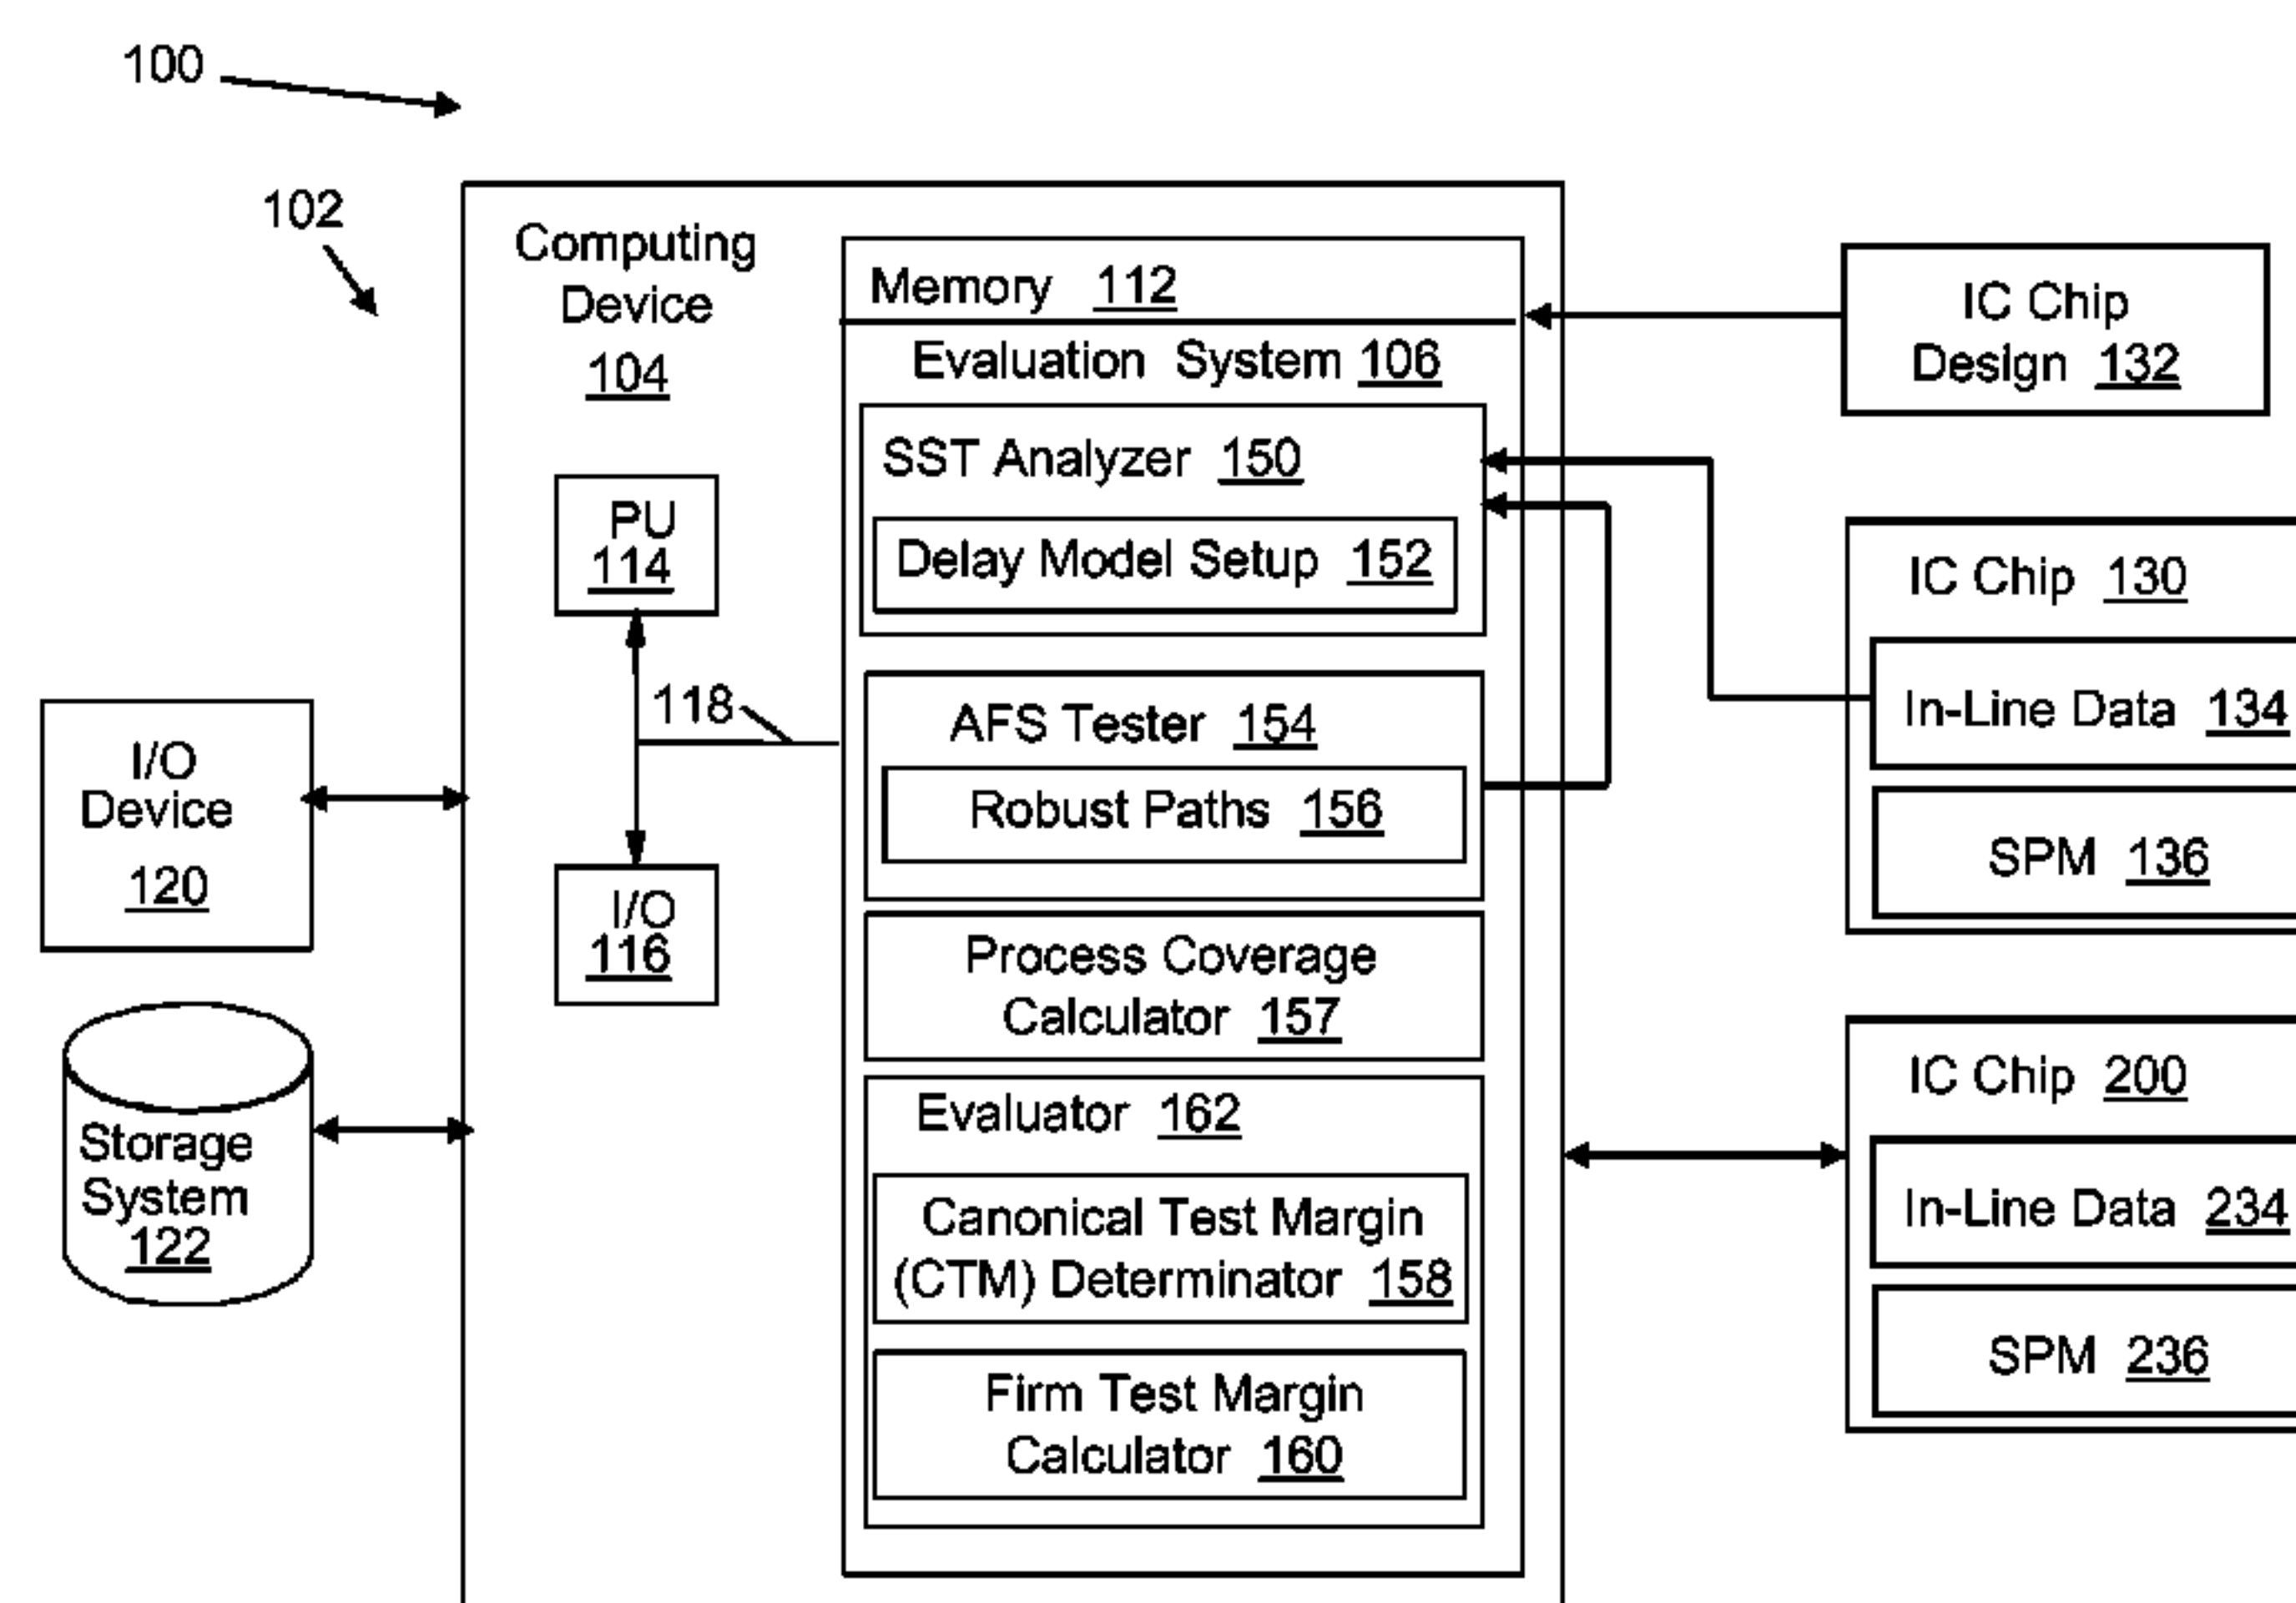 100
102
Computing
Device
104
Memory 112
Evaluation System 106
SST Analyzer 150
Delay Model Setup 152
PU
114
118
I/O
116
AFS Tester 154
Robust Paths 156
Process Coverage
Calculator 157
Evaluator 162
Canonical Test Margin
(CTM) Determinator 158
Firm Test Margin
Calculator 160
I/O
Device
120
Storage
System
122
IC Chip
Design 132
IC Chip 130
In-Line Data 134
SPM 136
IC Chip 200
In-Line Data 234
SPM 236